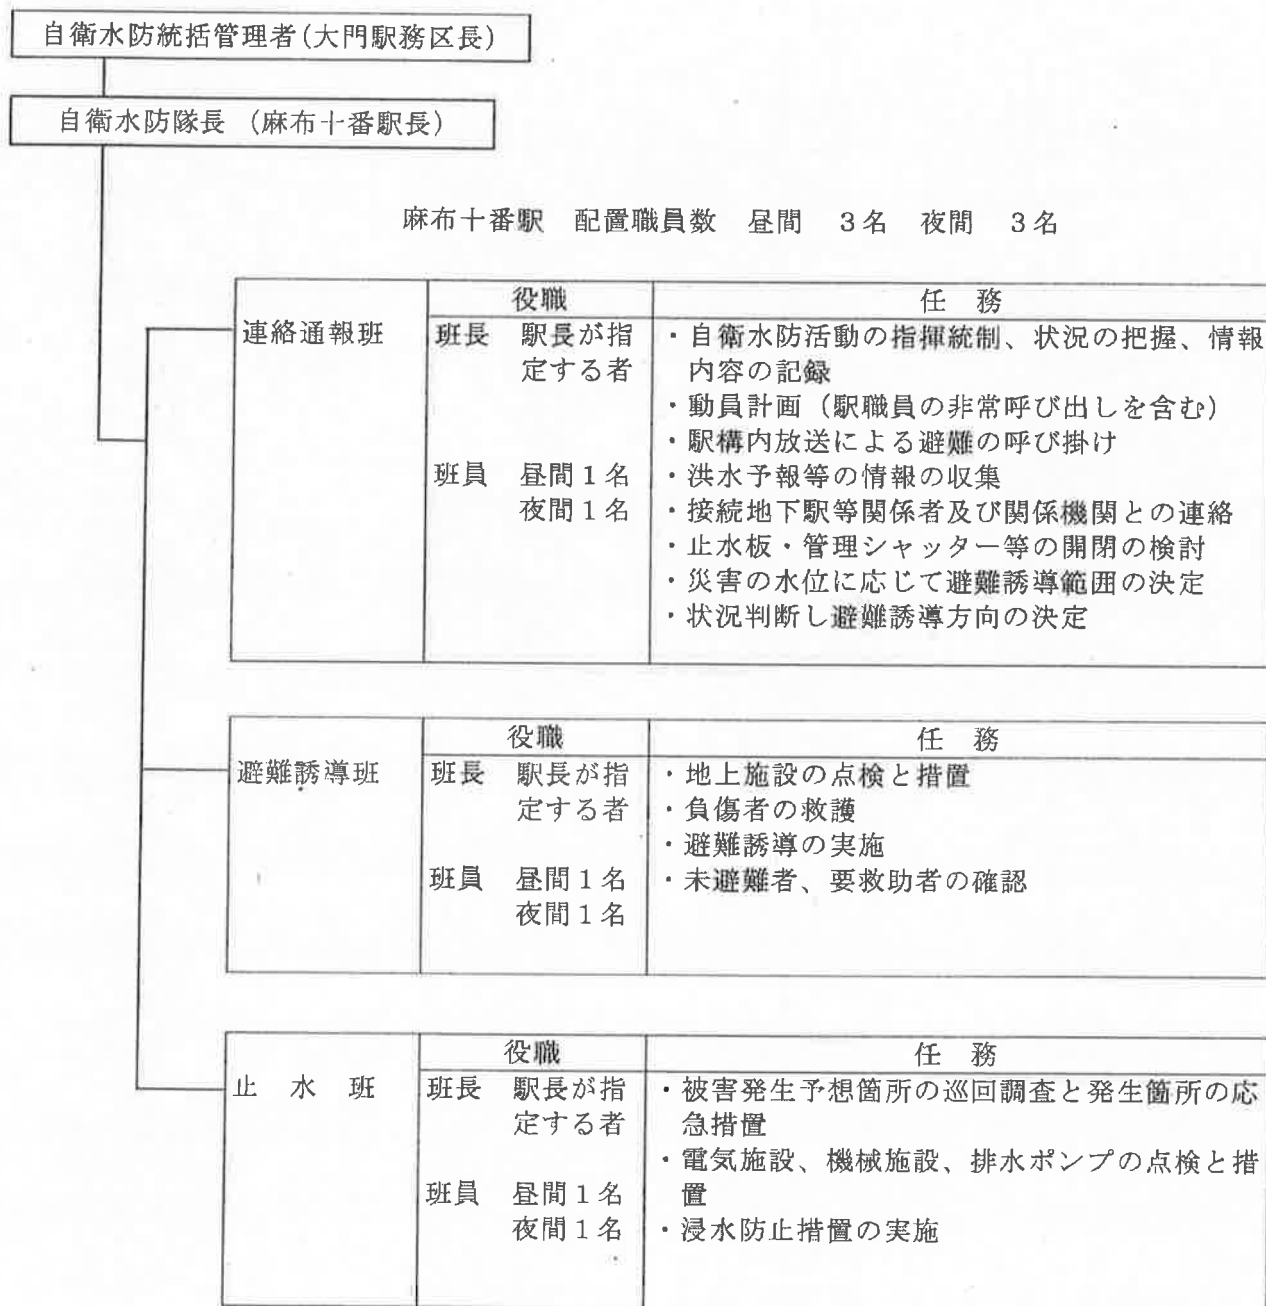 自衛水防統括管理者(大門駅務区長)
自衛水防隊長 (麻布十番駅長)
麻布十番駅 配置職員数 昼間 3名 夜間 3名
連絡通報班
役職
任 務
班長 駅長が指
定する者
班員 昼間1名
夜間1名
・自衛水防活動の指揮統制、状況の把握、情報
内容の記録
・動員計画(駅職員の非常呼び出しを含む)
・駅構内放送による避難の呼び掛け
・洪水予報等の情報の収集
・接続地下駅等関係者及び関係機関との連絡
・止水板・管理シャッター等の開閉の検討
・災害の水位に応じて避難誘導範囲の決定
・状況判断し避難誘導方向の決定
避難誘導班
役職
任 務
班長 駅長が指
定する者
班員 昼間1名
夜間1名
・地上施設の点検と措置
・負傷者の救護
・避難誘導の実施
・未避難者、要救助者の確認
止 水 班
役職
任 務
班長 駅長が指
定する者
班員 昼間1名
夜間1名
・被害発生予想箇所の巡回調査と発生箇所の応
急措置
・電気施設、機械施設、排水ポンプの点検と措
置
・浸水防止措置の実施